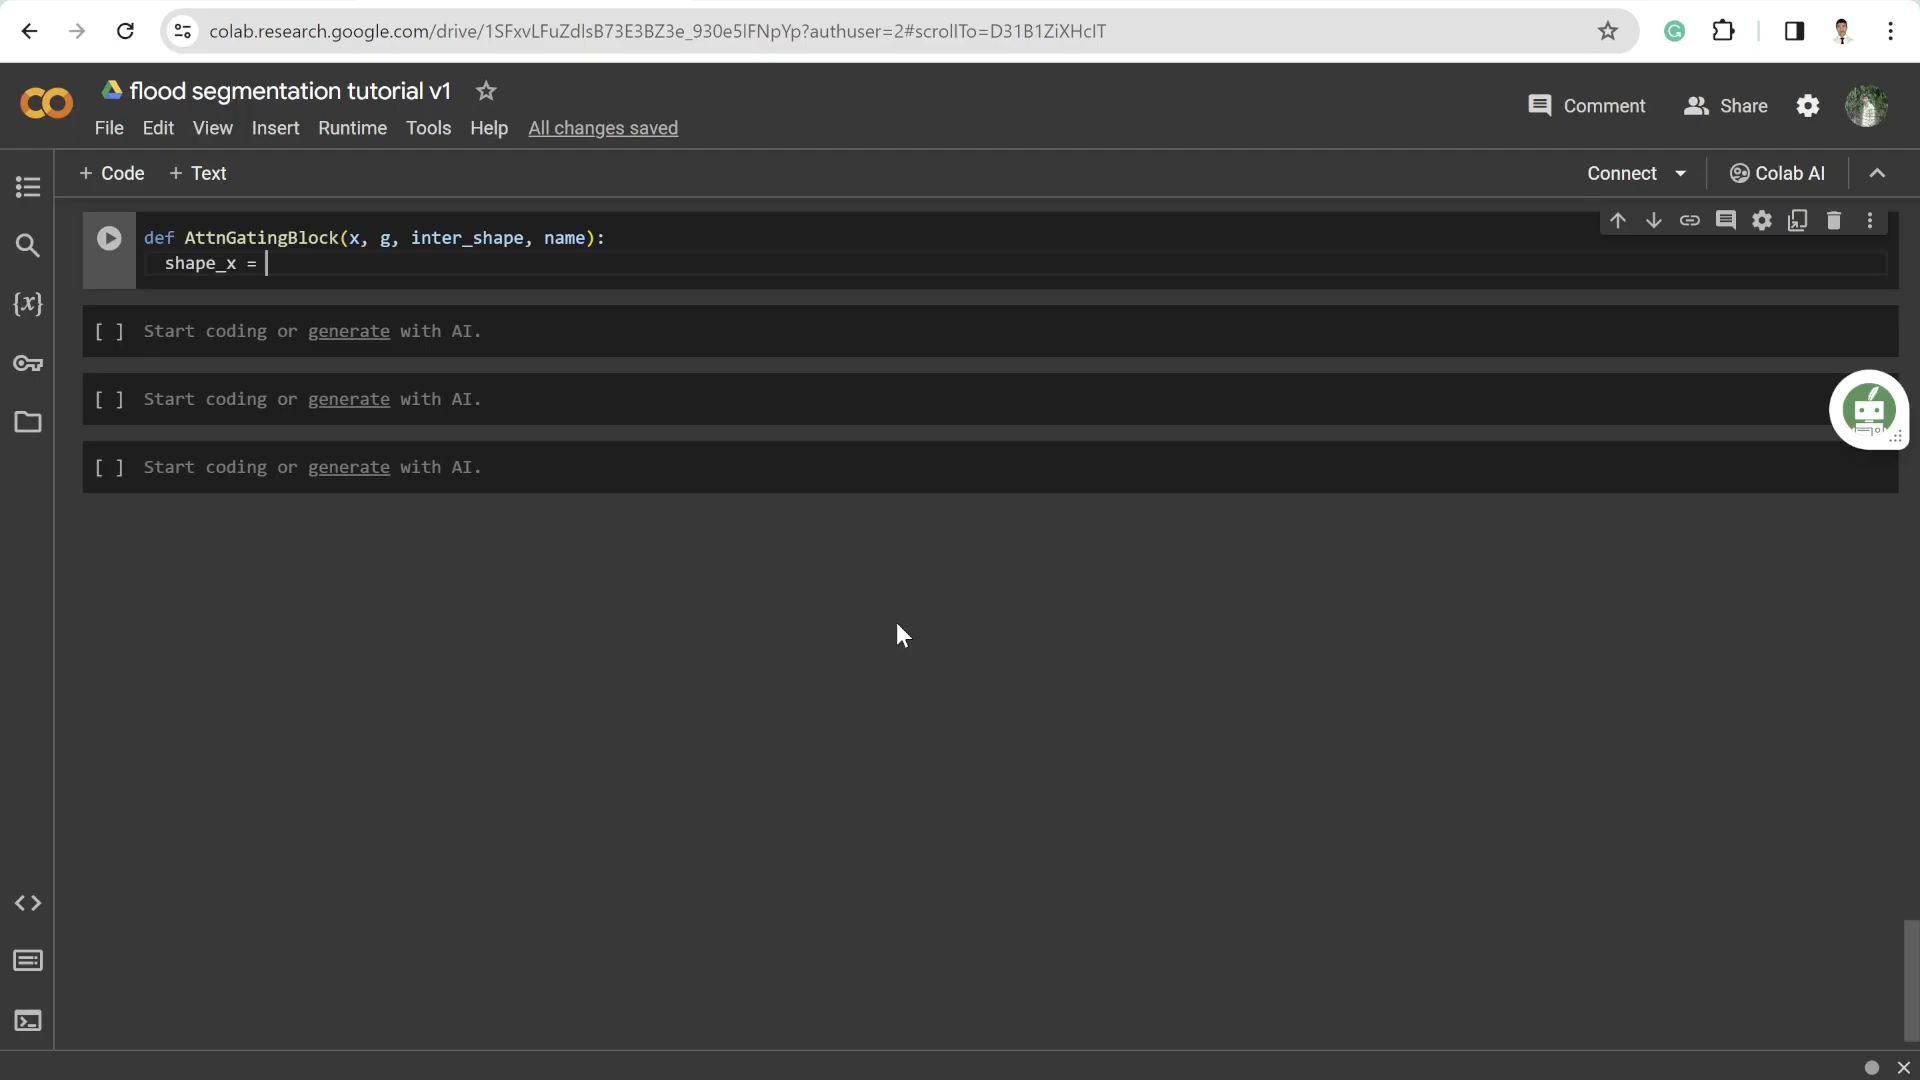 colab.research.google.com/drive/1SFxvLFuZdlsB73E3BZ3e_930e5lFNpYp?authuser=2#scrollTo=D31B1ZiXHcIT
flood segmentation tutorial v1
File Edit View Insert Runtime Tools Help All changes saved
Comment Share
+ Code + Text
Connect Colab AI
def AttnGatingBlock(x, g, inter_shape, name):
shape_x =
[ ] Start coding or generate with AI.
[ ] Start coding or generate with AI.
[ ] Start coding or generate with AI.
{x}